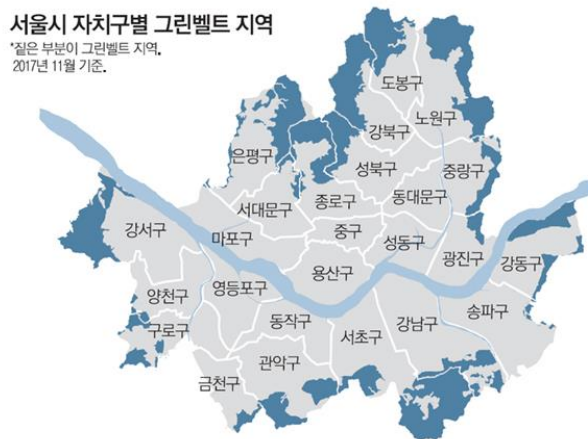 서울시 자치구별 그린벨트 지역
*짙은 부분이 그린벨트 지역.
2017년 11월 기준.
도봉구
노원구
강북구
은평구
성북구
중랑구
동대문구
종로구
서대문구
강서구
마포구
중구
성동구
광진구
강동구
용산구
양천구
영등포구
송파구
구로구
동작구
서초구
강남구
관악구
금천구